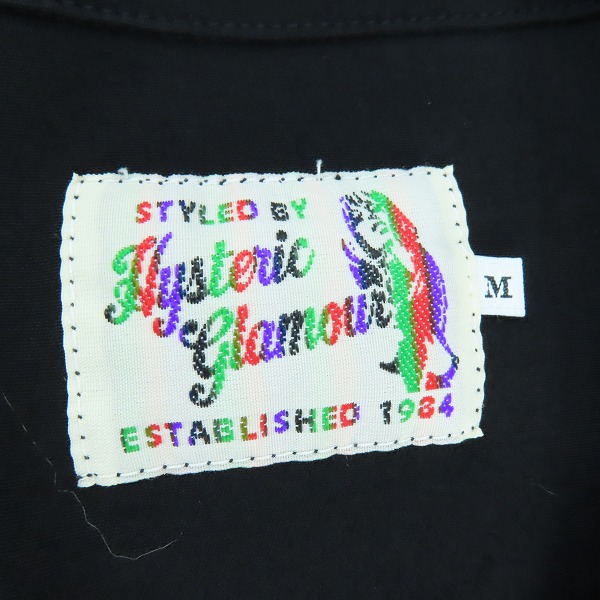 STYLED BY
Hysteric
Glamour
ESTABLISHED 1984
M